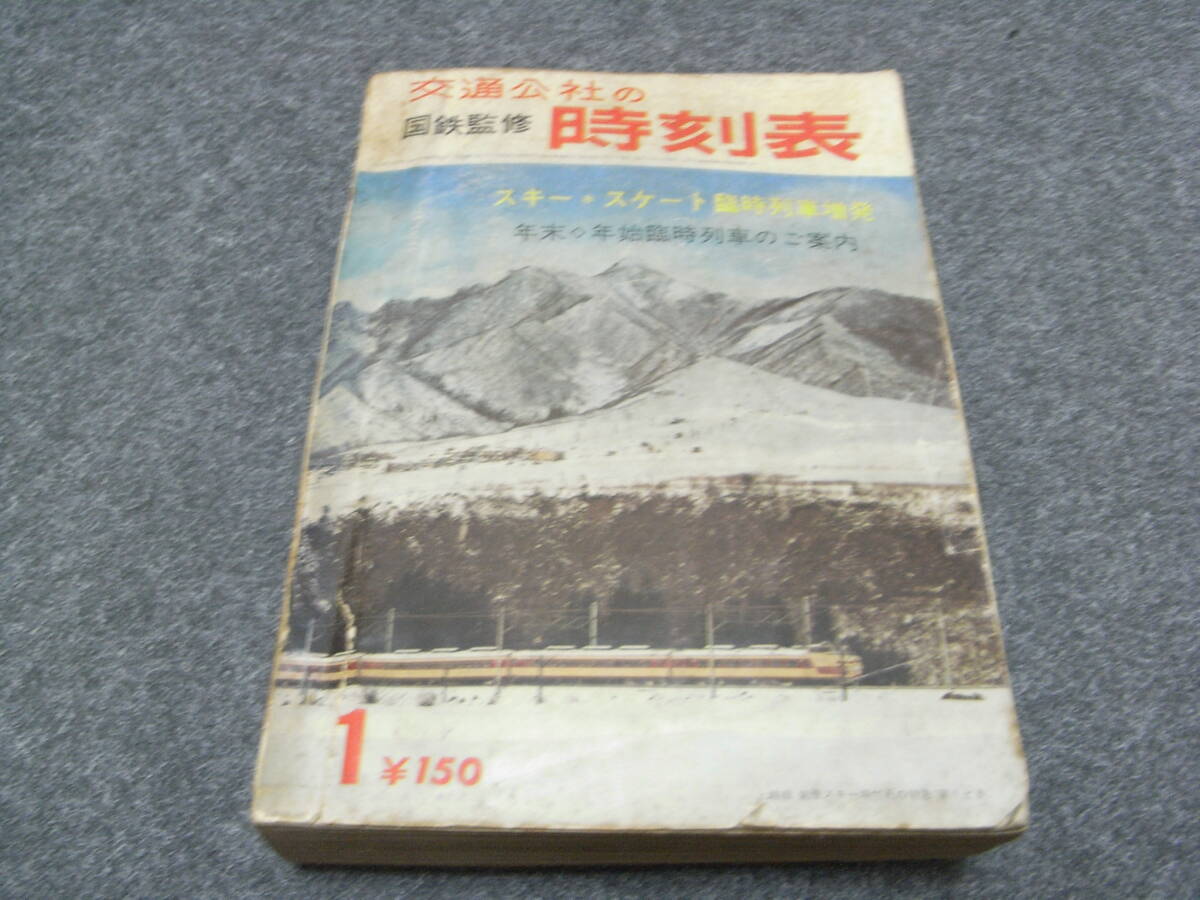 交通公社の
国鉄監修 時刻表
スキー・スケート臨時列車増発
年末◇年始臨時列車のご案内
1 ¥150